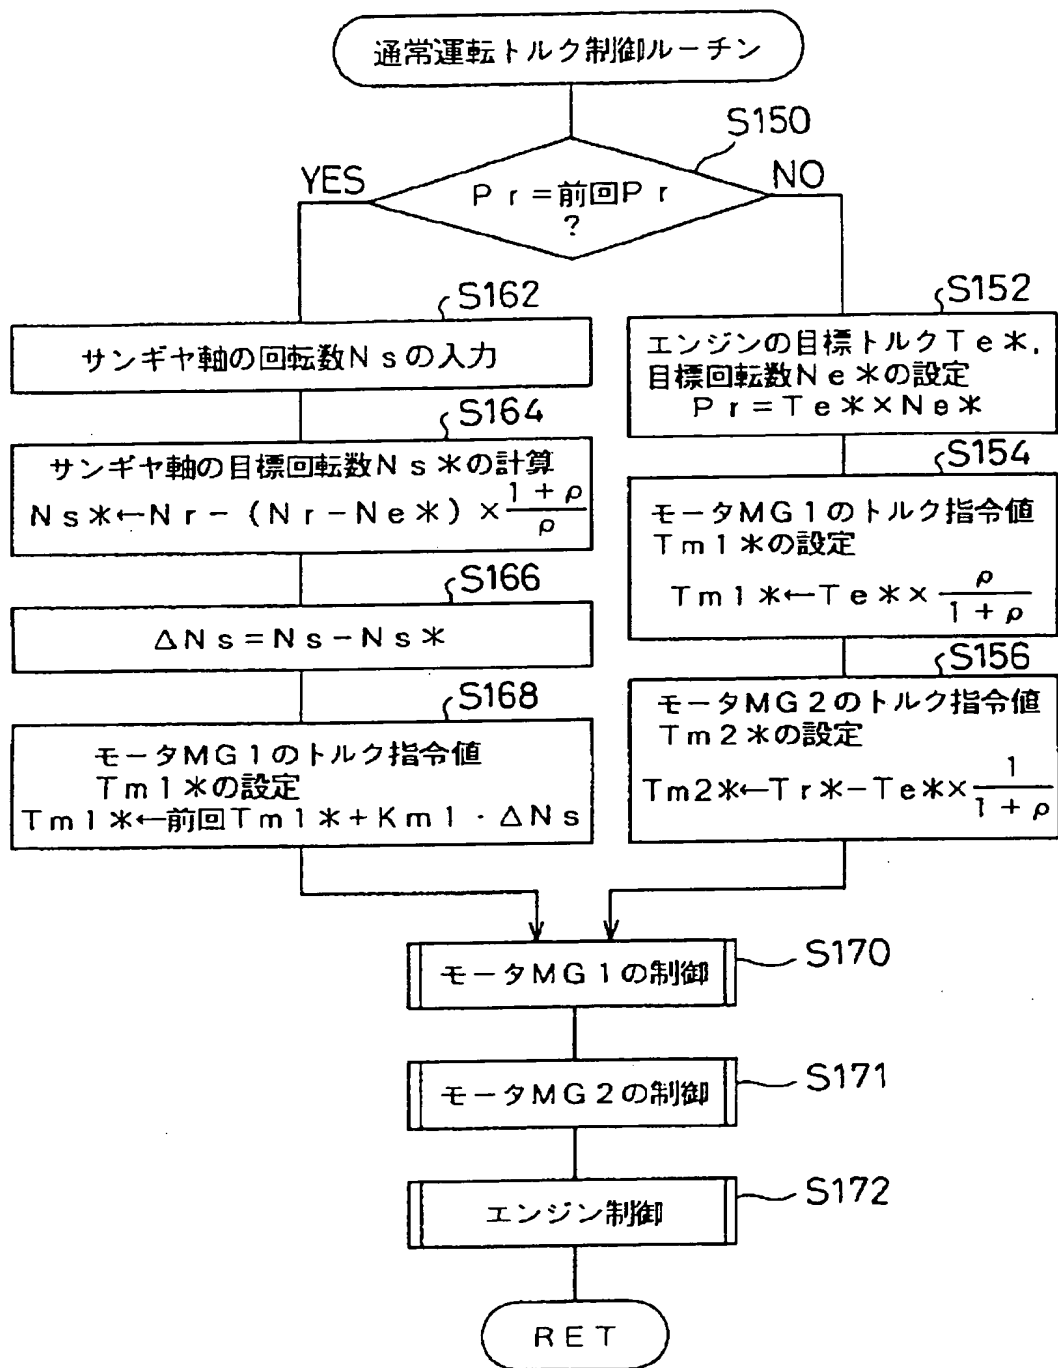 通常運転トルク制御ルーチン
S150
YES
NO
Pr=前回Pr
?
S162
サンギヤ軸の回転数Nsの入力
S164
サンギヤ軸の目標回転数Ns*の計算
Ns*←Nr-(Nr-Ne*)×(1+ρ)/ρ
S166
ΔNs=Ns-Ns*
S168
モータMG1のトルク指令値
Tm1*の設定
Tm1*←前回Tm1*+Km1・ΔNs
S152
エンジンの目標トルクTe*,
目標回転数Ne*の設定
Pr=Te*×Ne*
S154
モータMG1のトルク指令値
Tm1*の設定
Tm1*←Te*×ρ/(1+ρ)
S156
モータMG2のトルク指令値
Tm2*の設定
Tm2*←Tr*-Te*×1/(1+ρ)
モータMG1の制御
S170
モータMG2の制御
S171
エンジン制御
S172
RET